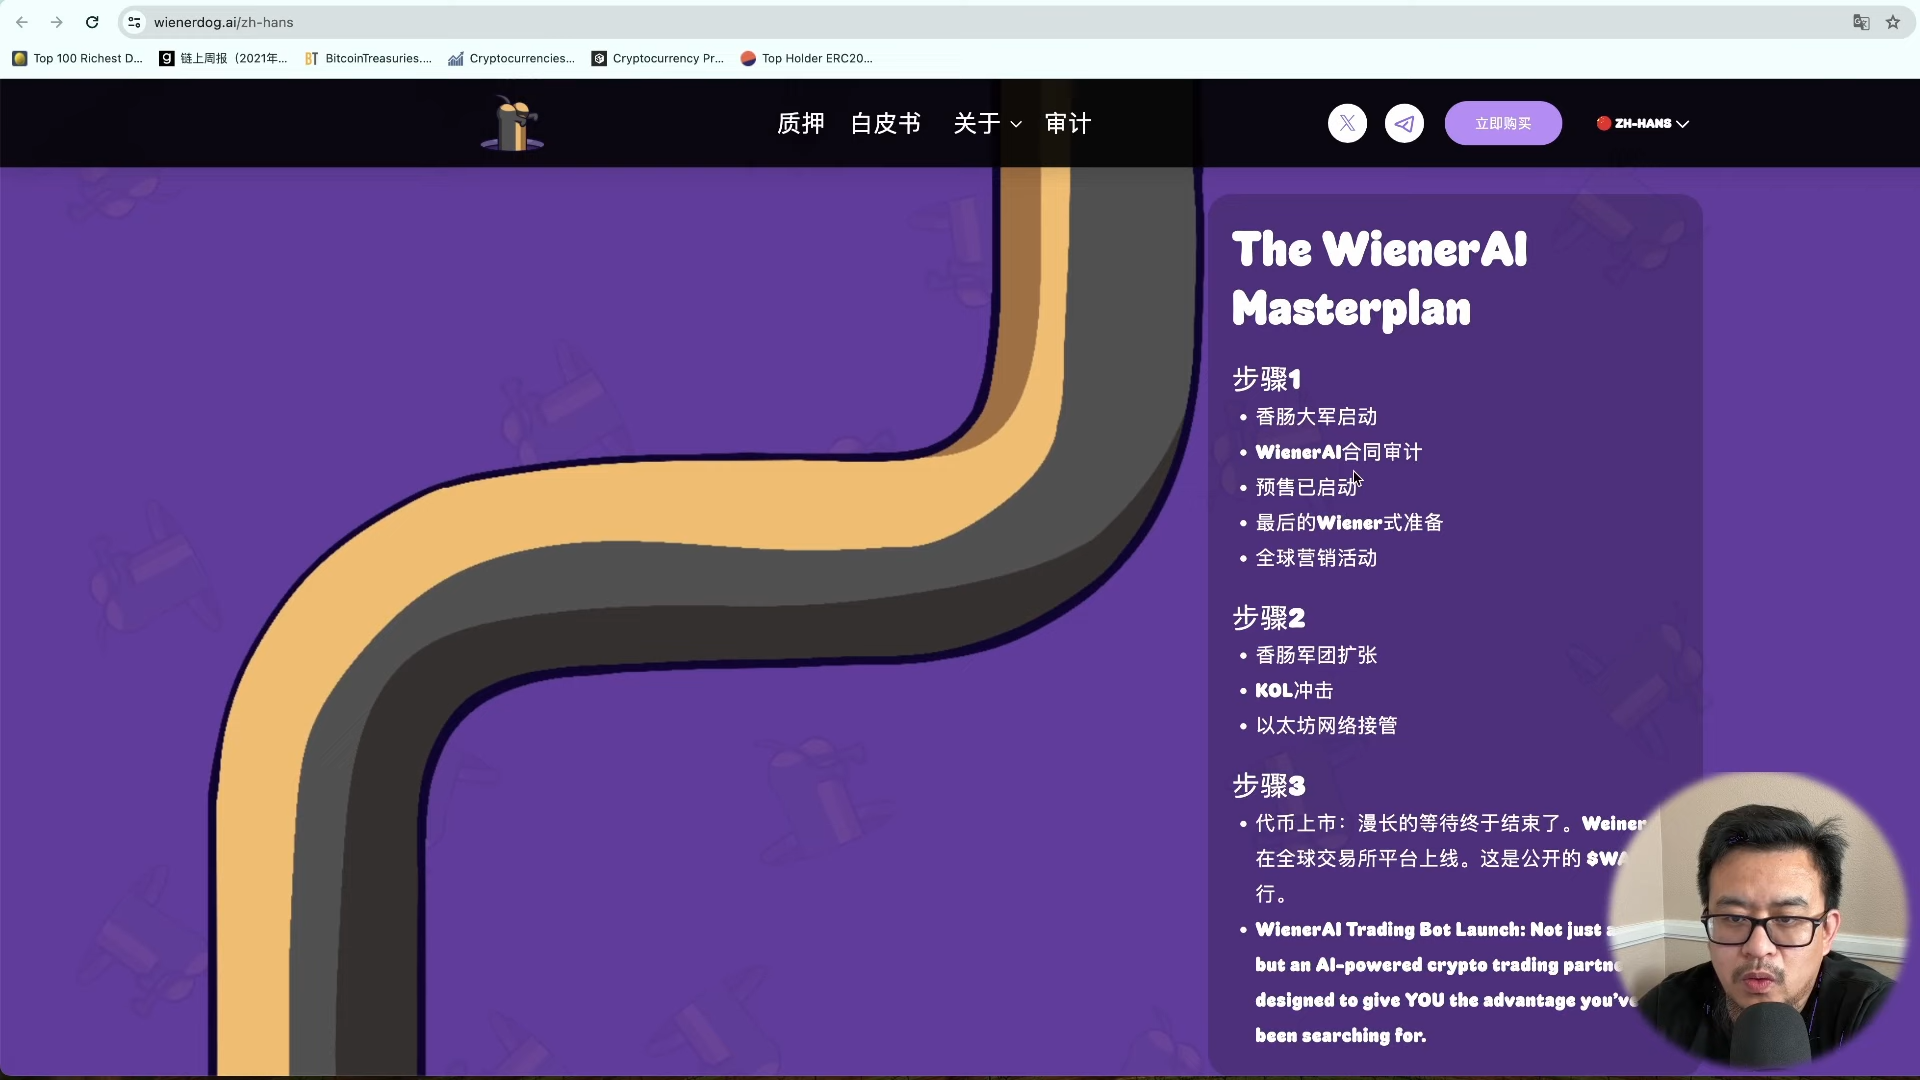 wienerdog.ai/zh-hans
Top 100 Richest D...
链上周报（2021年...
BitcoinTreasuries....
Cryptocurrencies...
Cryptocurrency Pr...
Top Holder ERC20...
质押 白皮书 关于 审计
立即购买
ZH-HANS
The WienerAI
Masterplan
步骤1
• 香肠大军启动
• WienerAI合同审计
• 预售已启动
• 最后的Wiener式准备
• 全球营销活动
步骤2
• 香肠军团扩张
• KOL冲击
• 以太坊网络接管
步骤3
• 代币上市：漫长的等待终于结束了。Weiner
在全球交易所平台上线。这是公开的 $WA
行。
• WienerAI Trading Bot Launch: Not just a
but an AI-powered crypto trading
designed to give YOU the advantage you've
been searching for.